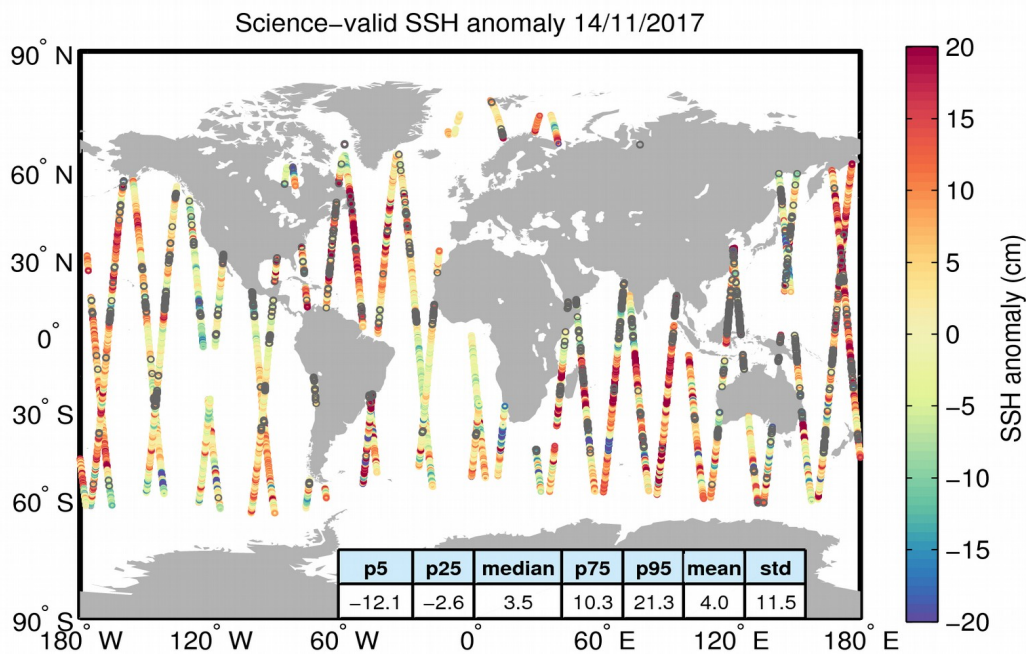 Science−valid SSH anomaly 14/11/2017
90° N
60° N
30° N
0°
30° S
60° S
90° S
180° W
120° W
60° W
0°
60° E
120° E
180° E
p5 p25 median p75 p95 mean std
−12.1 −2.6 3.5 10.3 21.3 4.0 11.5
20
15
10
5
0
−5
−10
−15
−20
SSH anomaly (cm)